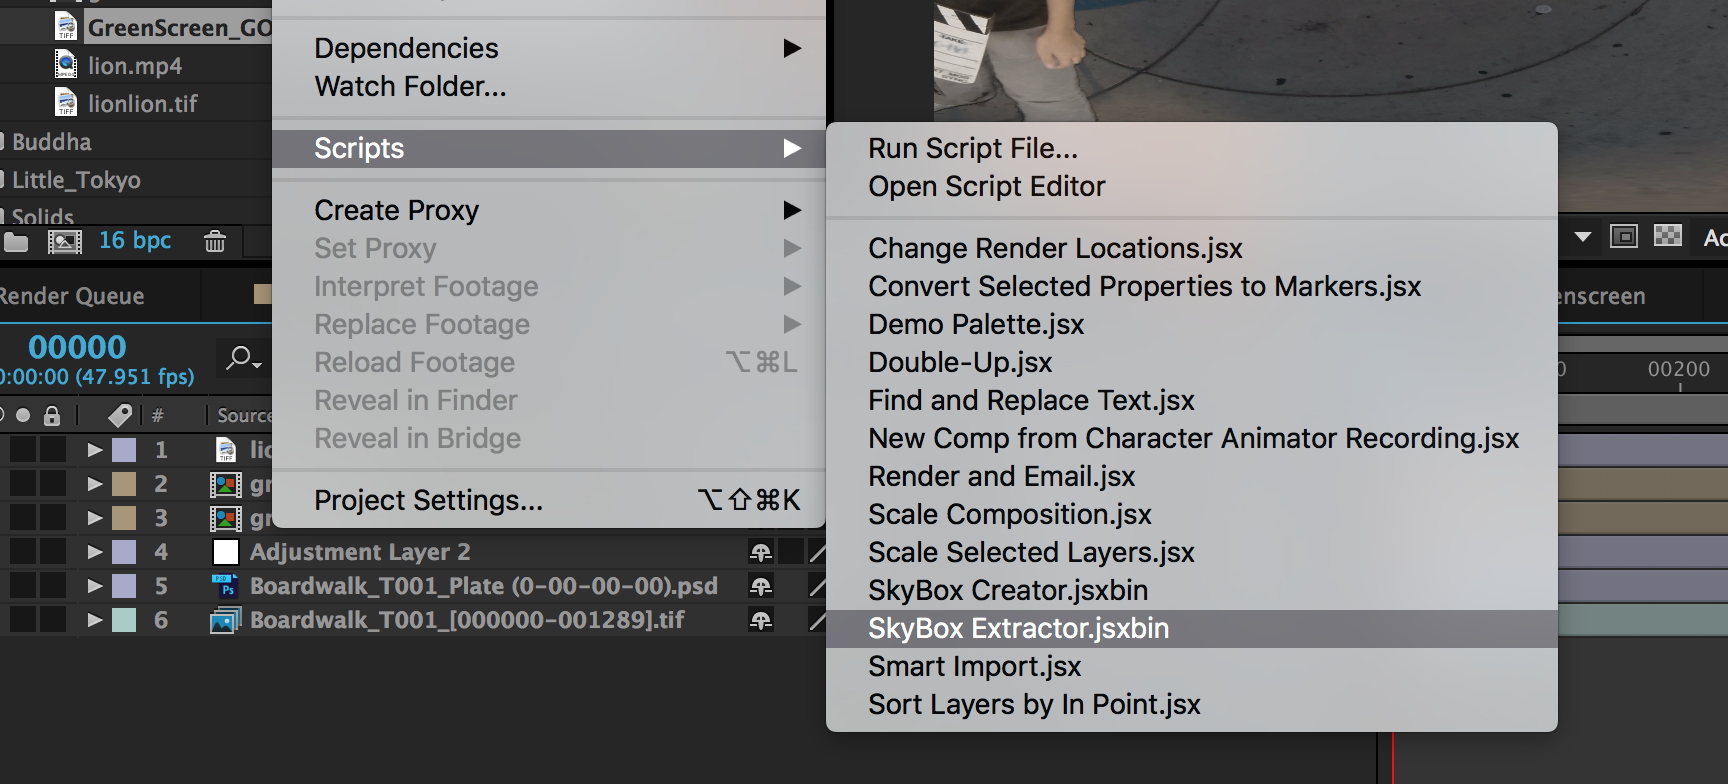 GreenScreen_GO
lion.mp4
lionlion.tif
Buddha
Little_Tokyo
Solids
16 bpc
Render Queue
00000
0:00:00 (47.951 fps)
# Source
1
2
3
4 Adjustment Layer 2
5 Boardwalk_T001_Plate (0-00-00-00).psd
6 Boardwalk_T001_[000000-001289].tif
Dependencies
Watch Folder...
Scripts
Create Proxy
Set Proxy
Interpret Footage
Replace Footage
Reload Footage ⌥⌘L
Reveal in Finder
Reveal in Bridge
Project Settings... ⌥⇧⌘K
Run Script File...
Open Script Editor
Change Render Locations.jsx
Convert Selected Properties to Markers.jsx
Demo Palette.jsx
Double-Up.jsx
Find and Replace Text.jsx
New Comp from Character Animator Recording.jsx
Render and Email.jsx
Scale Composition.jsx
Scale Selected Layers.jsx
SkyBox Creator.jsxbin
SkyBox Extractor.jsxbin
Smart Import.jsx
Sort Layers by In Point.jsx
TAKE
Ac
enscreen
00200